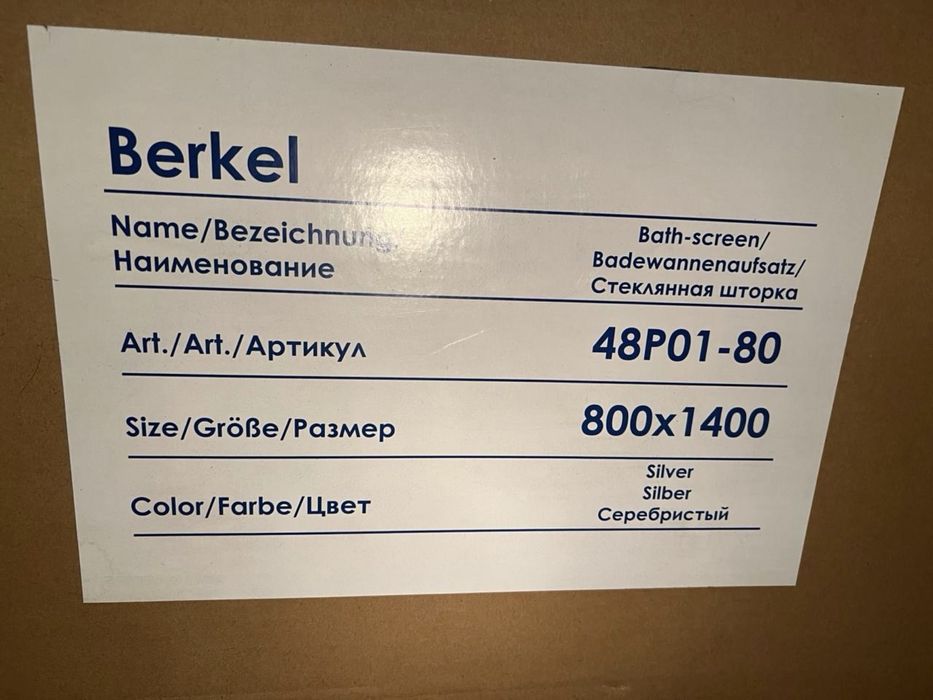 Berkel
Name/Bezeichnung/
Наименование
Bath-screen/
Badewannenaufsatz/
Стеклянная шторка
Art./Art./Артикул
48P01-80
Size/Größe/Размер
800x1400
Color/Farbe/Цвет
Silver
Silber
Серебристый